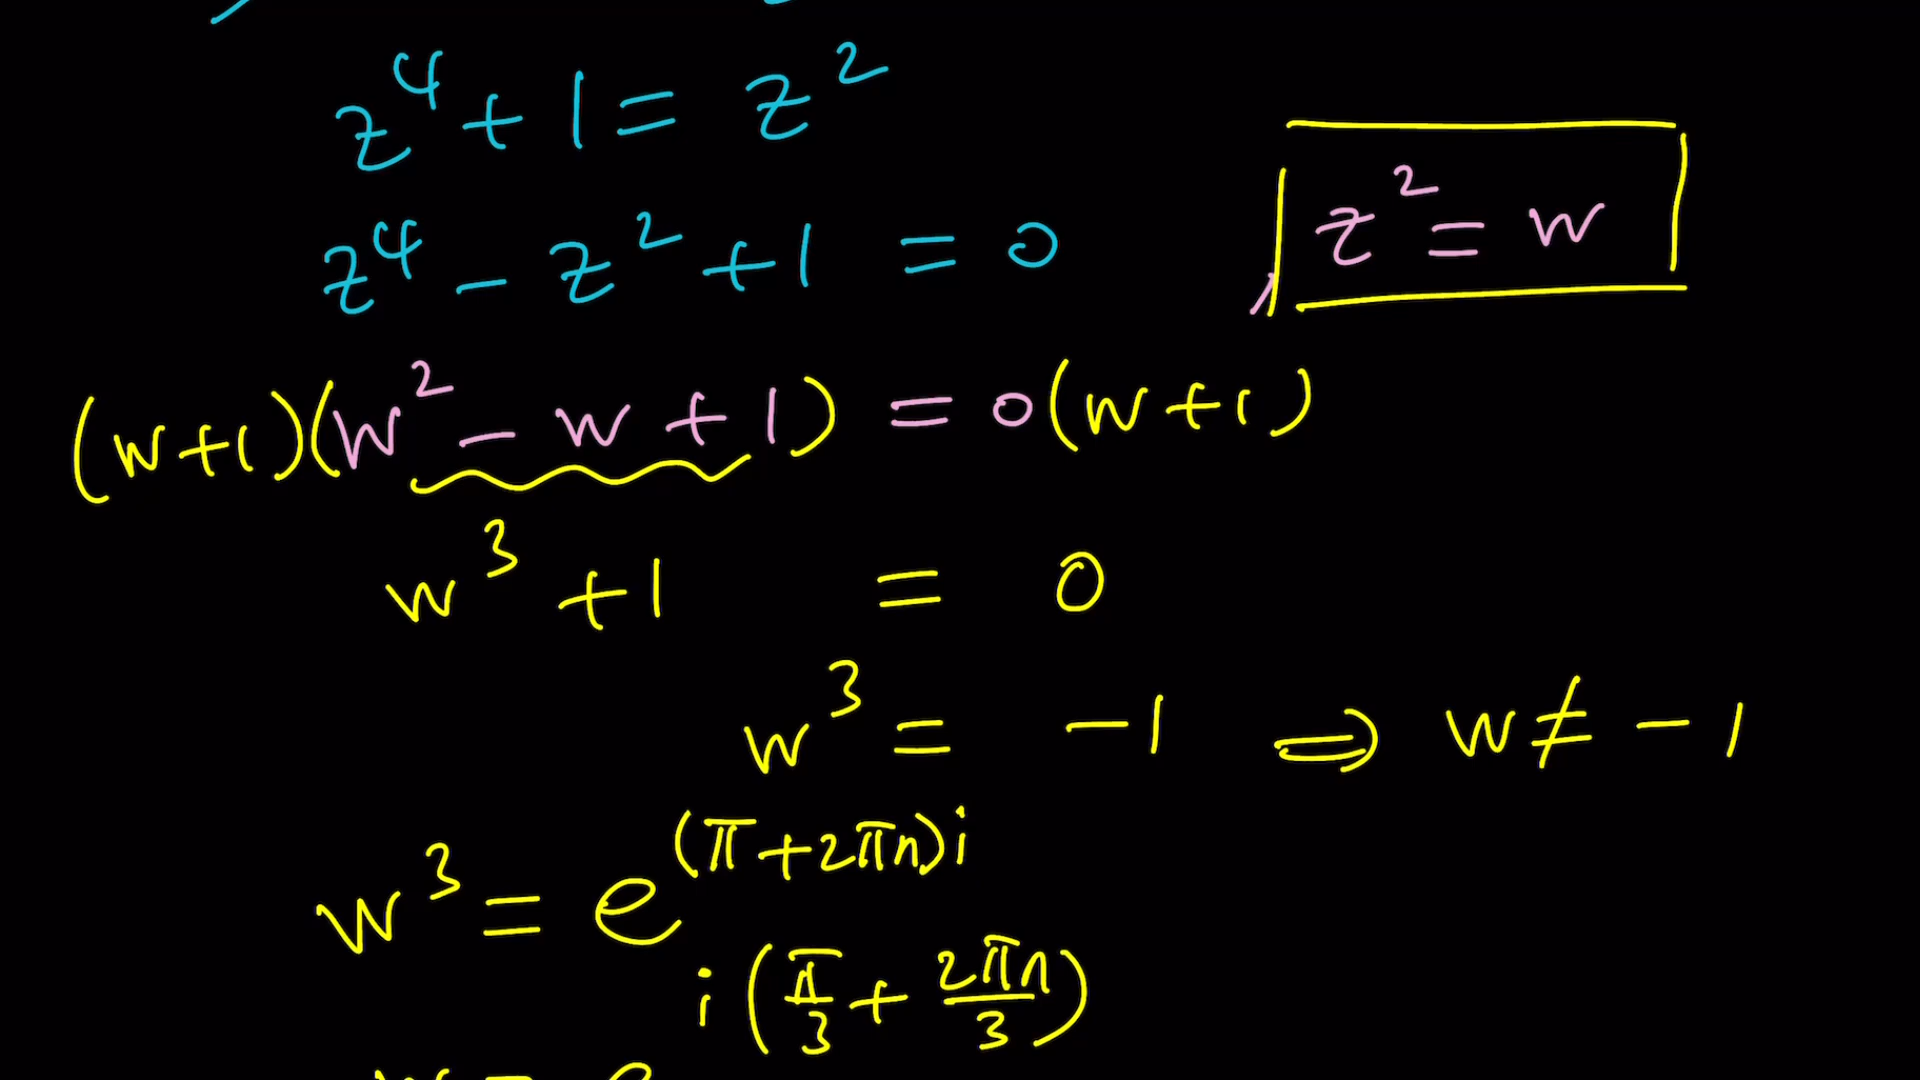 z⁴ + 1 = z²
z⁴ - z² + 1 = 0
z² = w
(w+1)(w² - w + 1) = 0(w+1)
w³ + 1 = 0
w³ = -1 ⇒ w ≠ -1
w³ = e^(π+2πn)i
i(π/3 + 2πn/3)
w = e